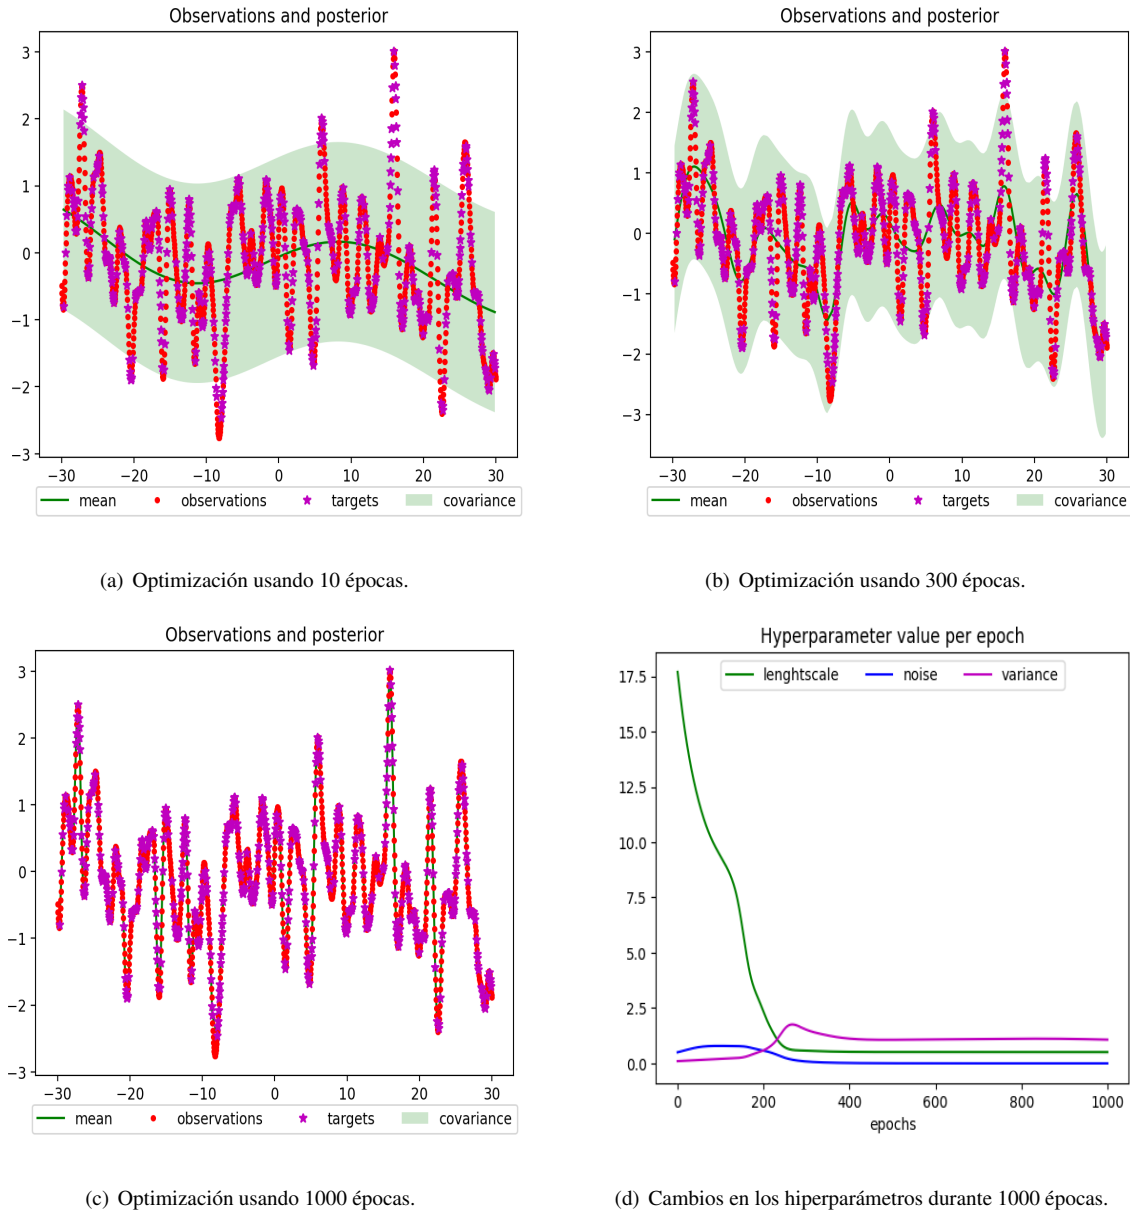 Observations and posterior
3
2
1
0
−1
−2
−3
−30 −20 −10 0 10 20 30
mean observations targets covariance
(a) Optimización usando 10 épocas.
Observations and posterior
3
2
1
0
−1
−2
−3
−30 −20 −10 0 10 20 30
mean observations targets covariance
(b) Optimización usando 300 épocas.
Observations and posterior
3
2
1
0
−1
−2
−3
−30 −20 −10 0 10 20 30
mean observations targets covariance
(c) Optimización usando 1000 épocas.
Hyperparameter value per epoch
lenghtscale noise variance
17.5
15.0
12.5
10.0
7.5
5.0
2.5
0.0
0 200 400 600 800 1000
epochs
(d) Cambios en los hiperparámetros durante 1000 épocas.